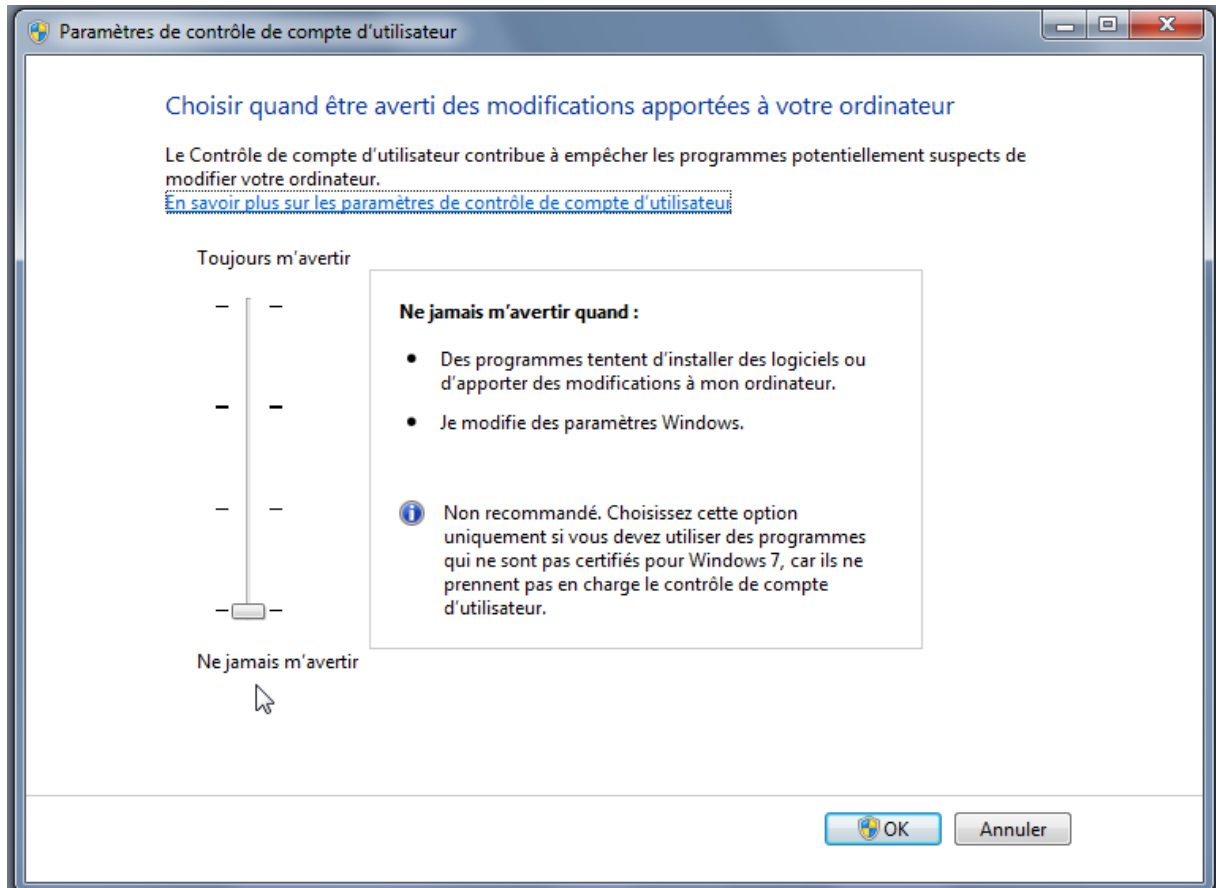 Paramètres de contrôle de compte d'utilisateur
Choisir quand être averti des modifications apportées à votre ordinateur
Le Contrôle de compte d'utilisateur contribue à empêcher les programmes potentiellement suspects de
modifier votre ordinateur.
En savoir plus sur les paramètres de contrôle de compte d'utilisateur
Toujours m'avertir
Ne jamais m'avertir quand :
• Des programmes tentent d'installer des logiciels ou
d'apporter des modifications à mon ordinateur.
• Je modifie des paramètres Windows.
Non recommandé. Choisissez cette option
uniquement si vous devez utiliser des programmes
qui ne sont pas certifiés pour Windows 7, car ils ne
prennent pas en charge le contrôle de compte
d'utilisateur.
Ne jamais m'avertir
OK
Annuler